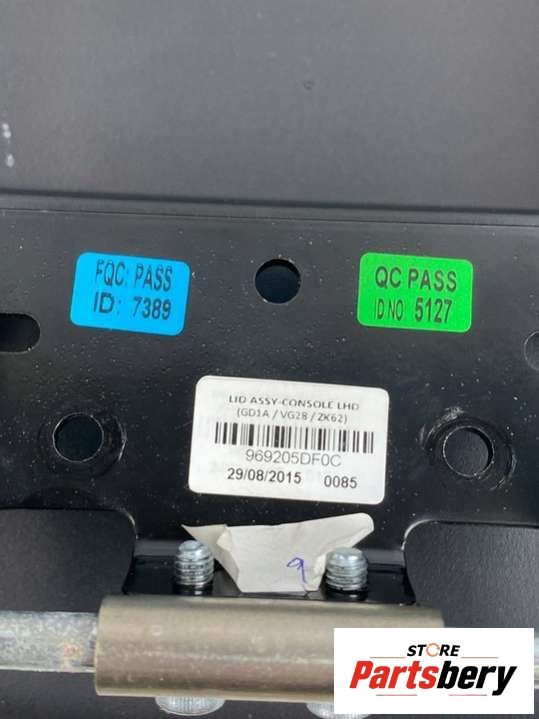 FQC: PASS
ID: 7389
QC PASS
ID NO: 5127
LID ASSY-CONSOLE LHD
(GD1A / VG2B / ZK62)
969205DF0C
29/08/2015 0085
9
STORE
Partsbery